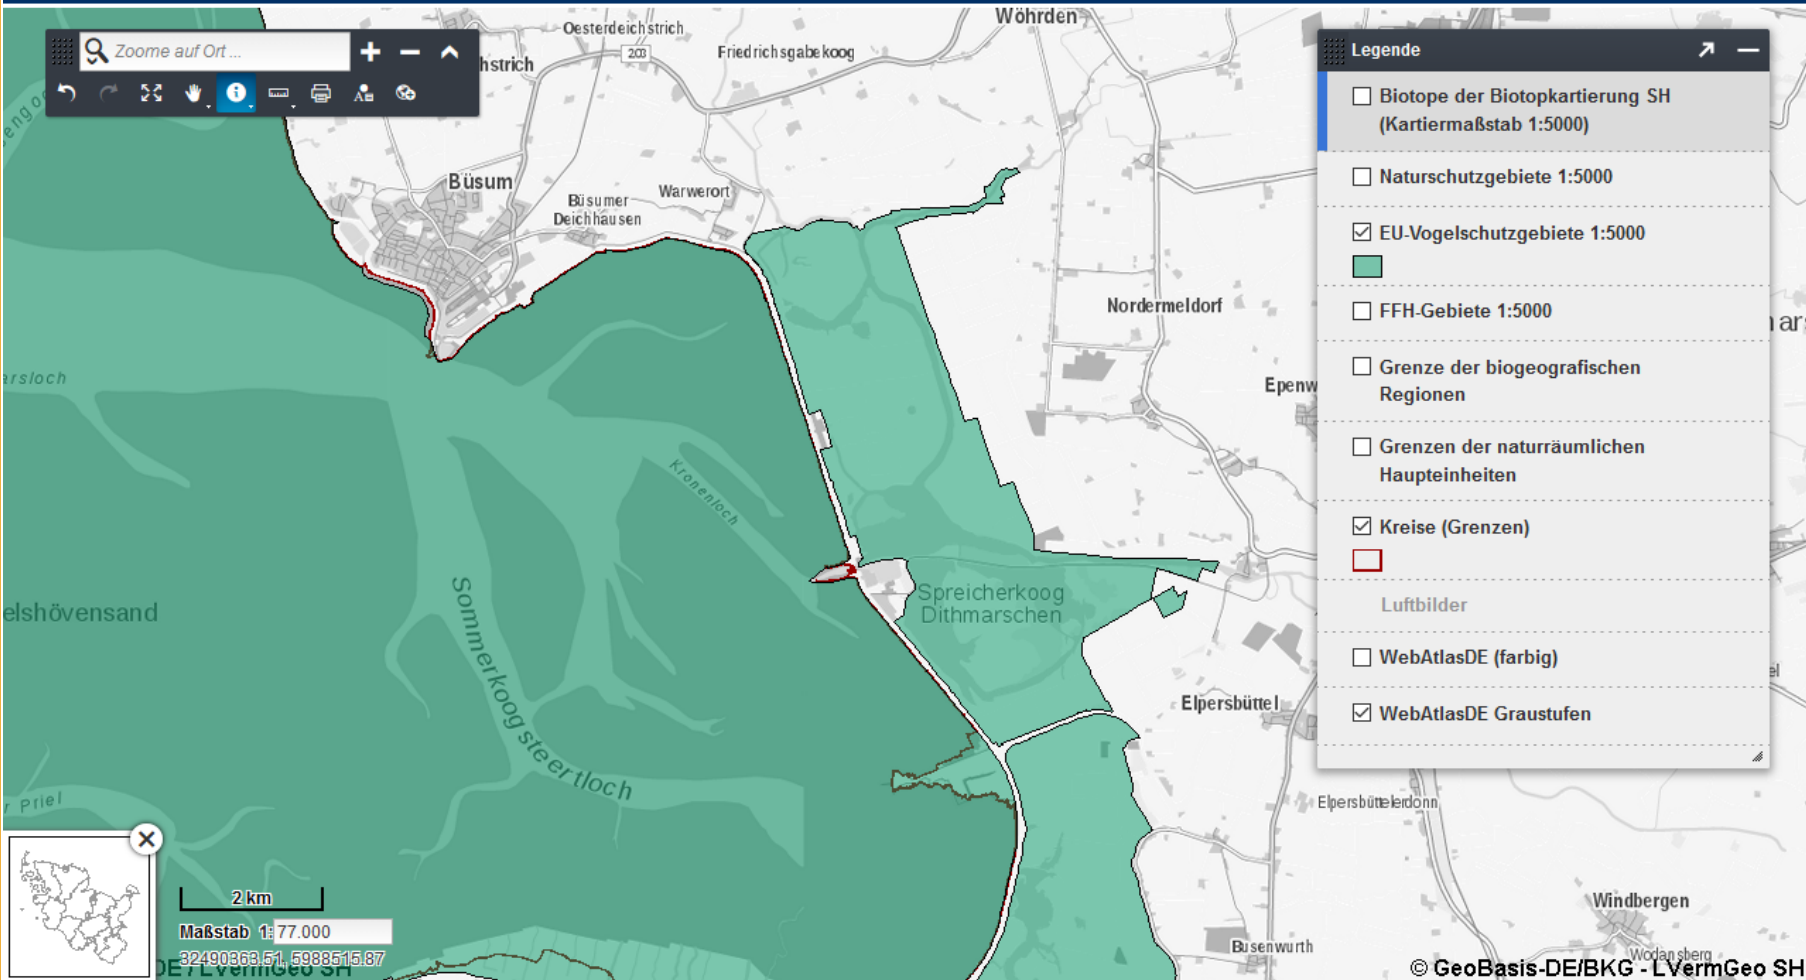 Zoome auf Ort ...
Oesterdeichstrich
hstrich
203
Friedrichsgabekoog
Wöhrden
Büsum
Büsumer
Deichhausen
Warwerort
Nordermeldorf
Epenw
arsloch
Kronenloch
Spreicherkoog
Dithmarschen
elshövensand
Sommerkoogsteertloch
Elpersbüttel
Elpersbüttelerdonn
r Priel
Windbergen
Wodansberg
Busenwurth
Legende
Biotope der Biotopkartierung SH
(Kartiermaßstab 1:5000)
Naturschutzgebiete 1:5000
EU-Vogelschutzgebiete 1:5000
FFH-Gebiete 1:5000
Grenze der biogeografischen
Regionen
Grenzen der naturräumlichen
Haupteinheiten
Kreise (Grenzen)
Luftbilder
WebAtlasDE (farbig)
WebAtlasDE Graustufen
2 km
Maßstab 1: 77.000
32490363.51, 5988515.87
DE / LVermGeo SH
© GeoBasis-DE/BKG - LVermGeo SH